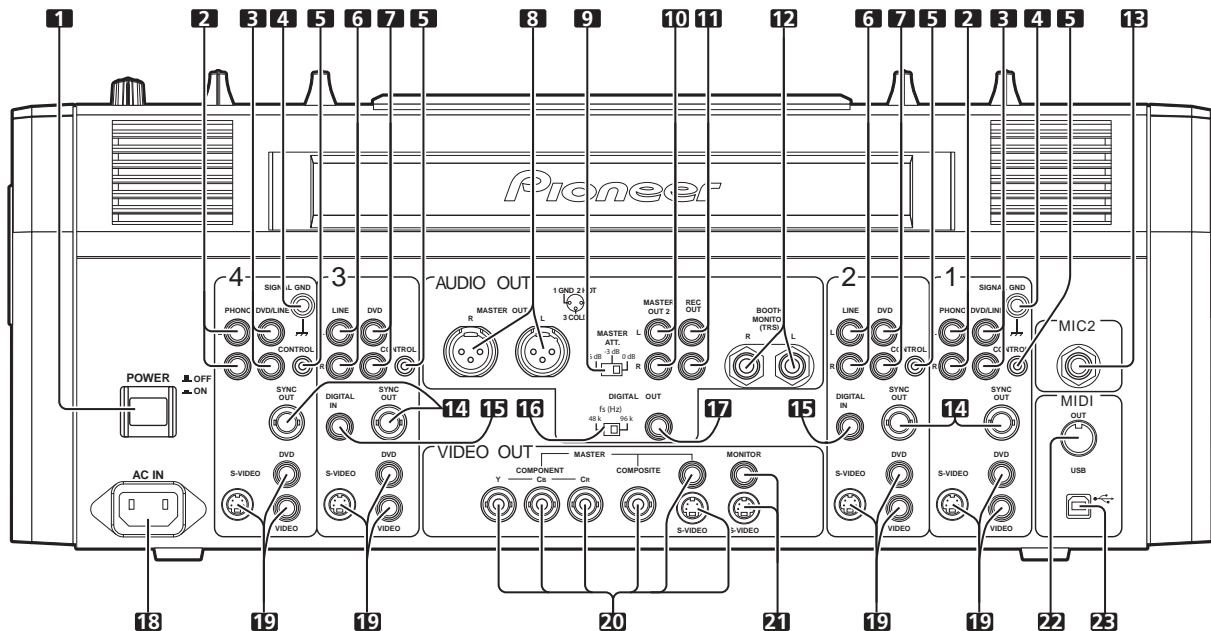 1 2 3 4 5 6 7 5 8 9 10 11 12 6 7 5 2 3 4 5 13
Pioneer
4 3 AUDIO OUT 2 1
SIGNAL GND
PHONO DVD/LINE
CONTROL
LINE DVD
CONTROL
R
1 GND 2 HOT
3 COLD
R MASTER OUT 1 L
MASTER ATT.
-6 dB -3 dB 0 dB
MASTER OUT 2
REC OUT
L
R
BOOTH MONITOR (TRS)
R L
LINE DVD
CONTROL
L
R
SIGNAL GND
PHONO DVD/LINE
CONTROL
R
MIC2
POWER OFF
ON
SYNC OUT
DIGITAL IN
SYNC OUT
14 15 16 17 15 14
fs (Hz)
48 k 96 k
DIGITAL OUT
DIGITAL IN
SYNC OUT
SYNC OUT
MIDI
OUT
USB
VIDEO OUT
MASTER
COMPONENT
Y CB CR
COMPOSITE
S-VIDEO
MONITOR
S-VIDEO
AC IN
S-VIDEO
DVD
VIDEO
S-VIDEO
DVD
VIDEO
S-VIDEO
DVD
VIDEO
S-VIDEO
DVD
VIDEO
18 19 19 20 21 19 19 22 23